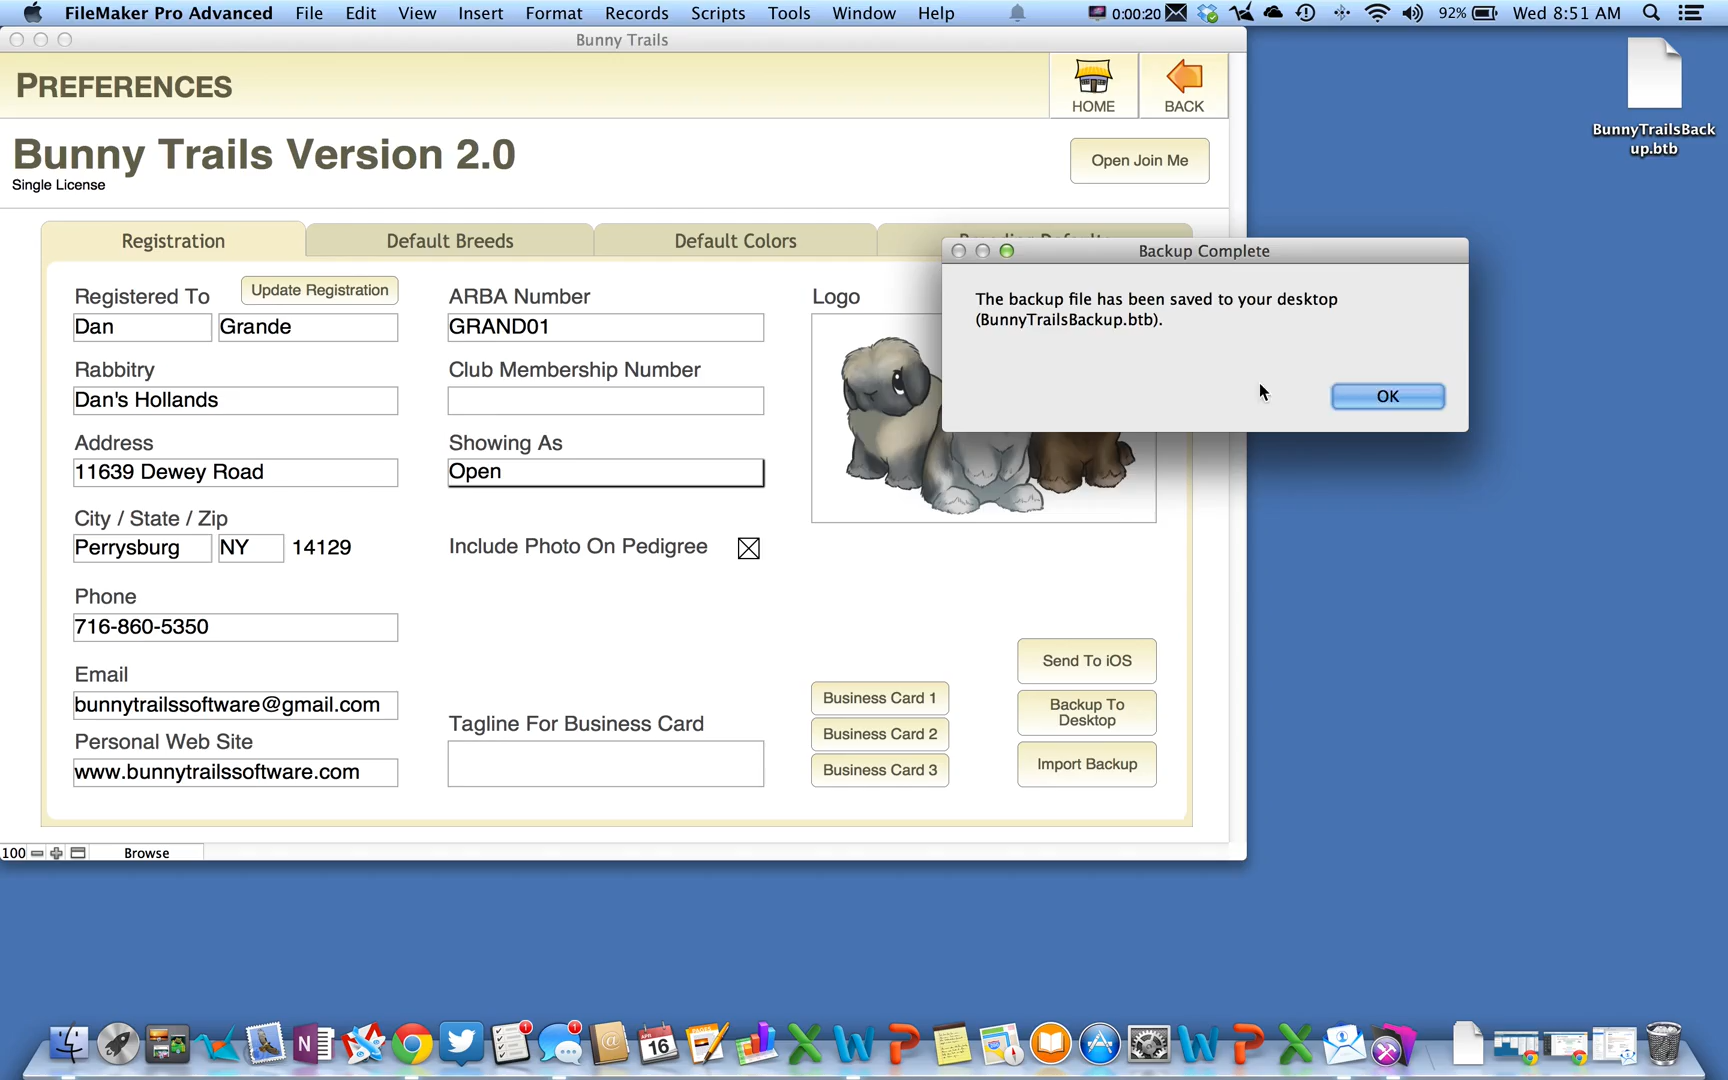 FileMaker Pro Advanced File Edit View Insert Format Records Scripts Tools Window Help 0:00:20 92% Wed 8:51 AM
Bunny Trails
PREFERENCES
HOME
BACK
Bunny Trails Version 2.0
Single License
Open Join Me
BunnyTrailsBack
up.btb
Registration
Default Breeds
Default Colors
Backup Complete
The backup file has been saved to your desktop
(BunnyTrailsBackup.btb).
OK
Registered To
Update Registration
Dan
Grande
Rabbitry
Dan's Hollands
Address
11639 Dewey Road
City / State / Zip
Perrysburg
NY
14129
Phone
716-860-5350
Email
bunnytrailssoftware@gmail.com
Personal Web Site
www.bunnytrailssoftware.com
ARBA Number
GRAND01
Club Membership Number
Showing As
Open
Include Photo On Pedigree
Tagline For Business Card
Logo
Business Card 1
Business Card 2
Business Card 3
Send To iOS
Backup To
Desktop
Import Backup
100
Browse
N
1
1
@
16
X
W
P
W
P
X